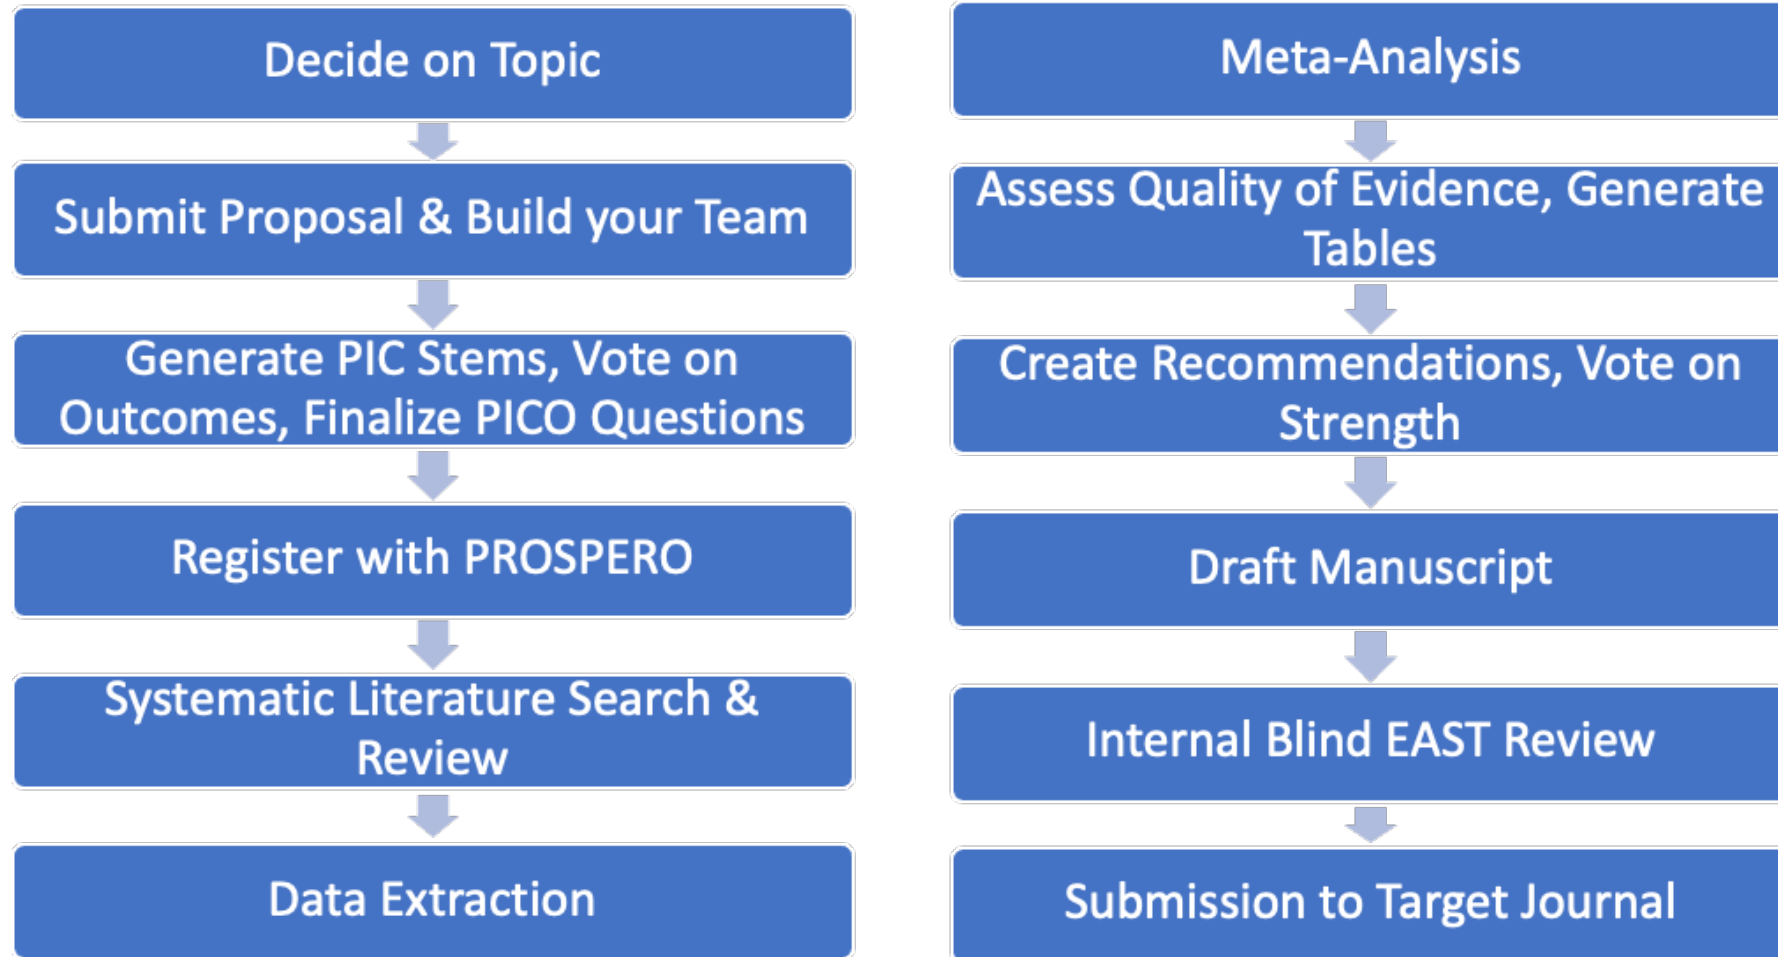 Decide on Topic
Submit Proposal & Build your Team
Generate PIC Stems, Vote on
Outcomes, Finalize PICO Questions
Register with PROSPERO
Systematic Literature Search &
Review
Data Extraction
Meta-Analysis
Assess Quality of Evidence, Generate
Tables
Create Recommendations, Vote on
Strength
Draft Manuscript
Internal Blind EAST Review
Submission to Target Journal